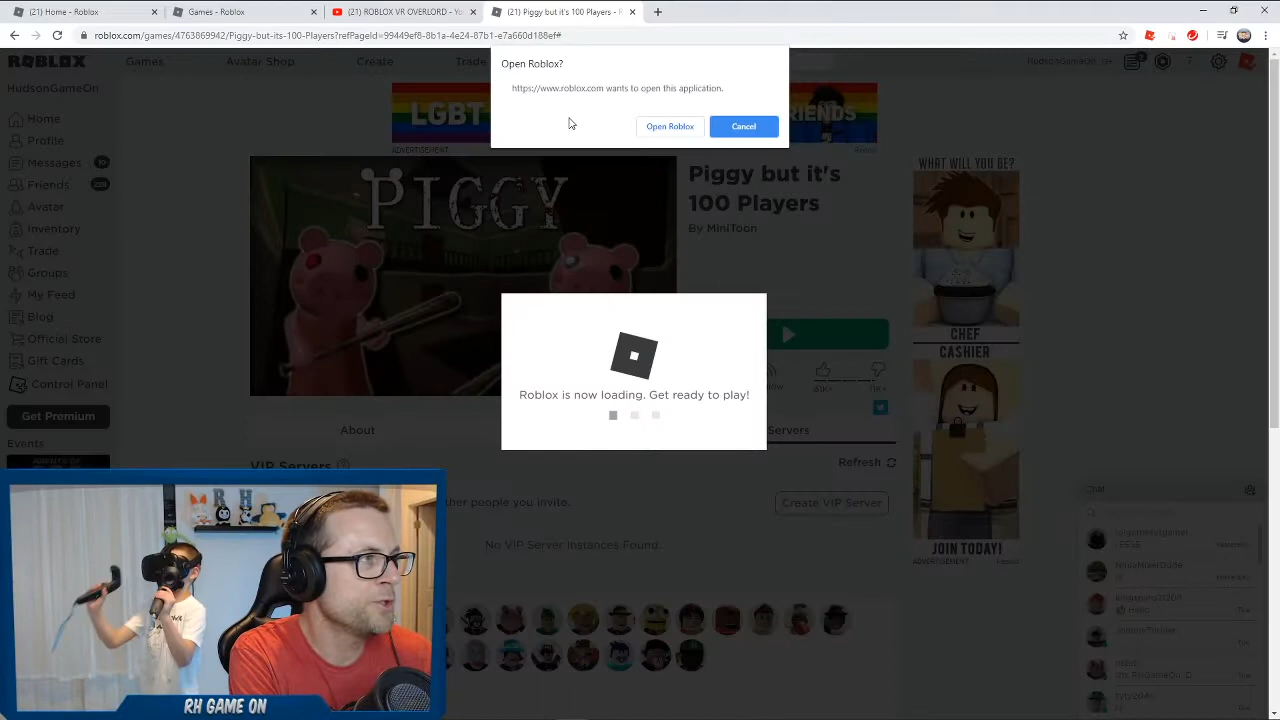 (21) Home - Roblox
Games - Roblox
(21) ROBLOX VR OVERLORD - Yo
(21) Piggy but it's 100 Players - R
roblox.com/games/4763869942/Piggy-but-its-100-Players?refPageId=99449ef8-8b1a-4e24-87b1-e7a660d188ef#
Open Roblox?
https://www.roblox.com wants to open this application.
Open Roblox
Cancel
ROBLOX
Games
Avatar Shop
Create
Trade
HudsonGameOn
HudsonGameOn
Home
Profile
Messages
10
Friends
Avatar
Inventory
Trade
Groups
My Feed
Blog
Official Store
Gift Cards
Control Panel
Get Premium
Events
LGBT
FRIENDS
ADVERTISEMENT
PIGGY
Piggy but it's
100 Players
By MiniToon
Roblox is now loading. Get ready to play!
About
Servers
VIP Servers
Refresh
other people you invite.
Create VIP Server
No VIP Server Instances Found.
WHAT WILL YOU BE?
CHEF
CASHIER
JOIN TODAY!
ADVERTISEMENT
Chat
RH
RH GAME ON